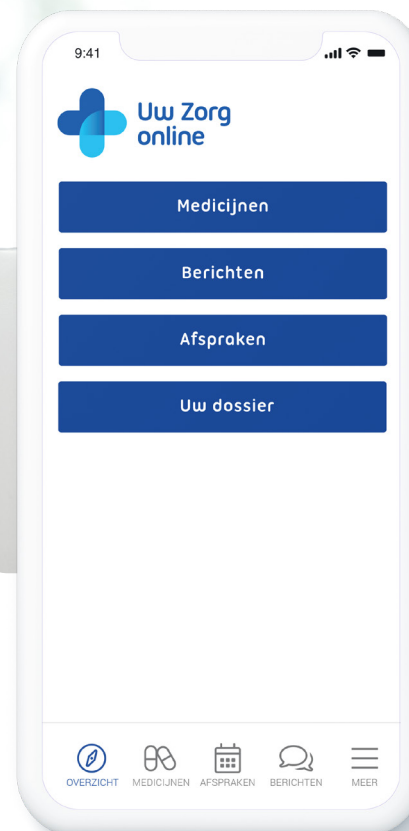 9:41
Uw Zorg
online
Medicijnen
Berichten
Afspraken
Uw dossier
OVERZICHT MEDICIJNEN AFSPRAKEN BERICHTEN MEER